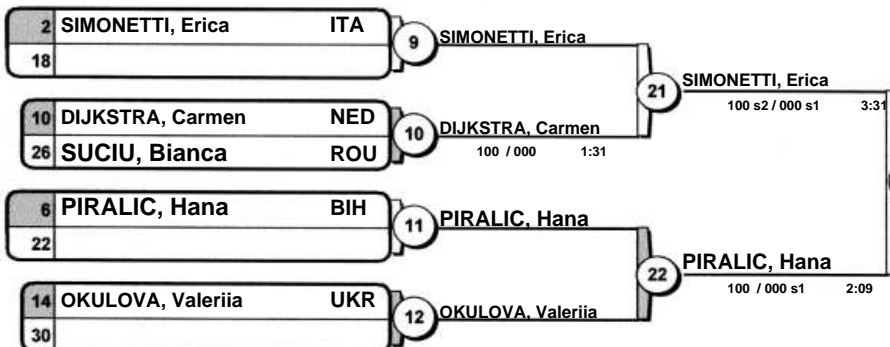 2 SIMONETTI, Erica ITA
18
9 SIMONETTI, Erica
10 DIJKSTRA, Carmen NED
26 SUCIU, Bianca ROU
10 DIJKSTRA, Carmen
100 / 000 1:31
21 SIMONETTI, Erica
100 s2 / 000 s1 3:31
6 PIRALIC, Hana BIH
22
11 PIRALIC, Hana
14 OKULOVA, Valeriia UKR
30
12 OKULOVA, Valeriia
22 PIRALIC, Hana
100 / 000 s1 2:09